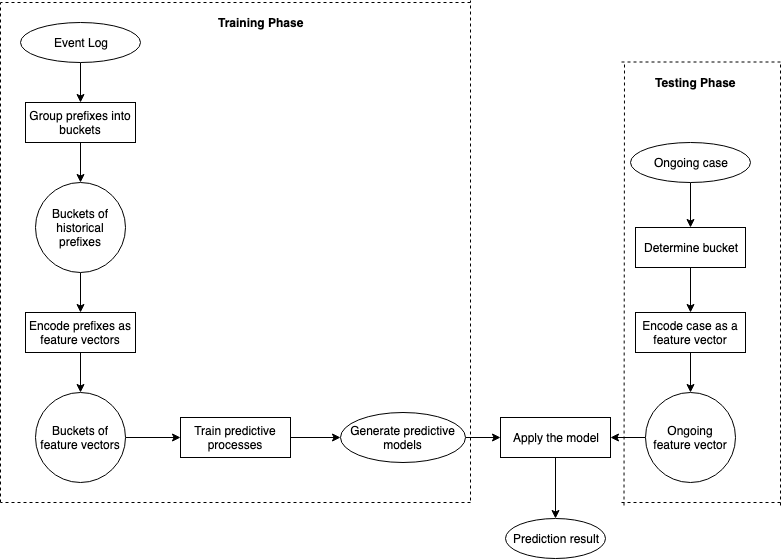 Training Phase
Event Log
Group prefixes into
buckets
Buckets of
historical
prefixes
Encode prefixes as
feature vectors
Buckets of
feature vectors
Train predictive
processes
Generate predictive
models
Apply the model
Prediction result
Testing Phase
Ongoing case
Determine bucket
Encode case as a
feature vector
Ongoing
feature vector